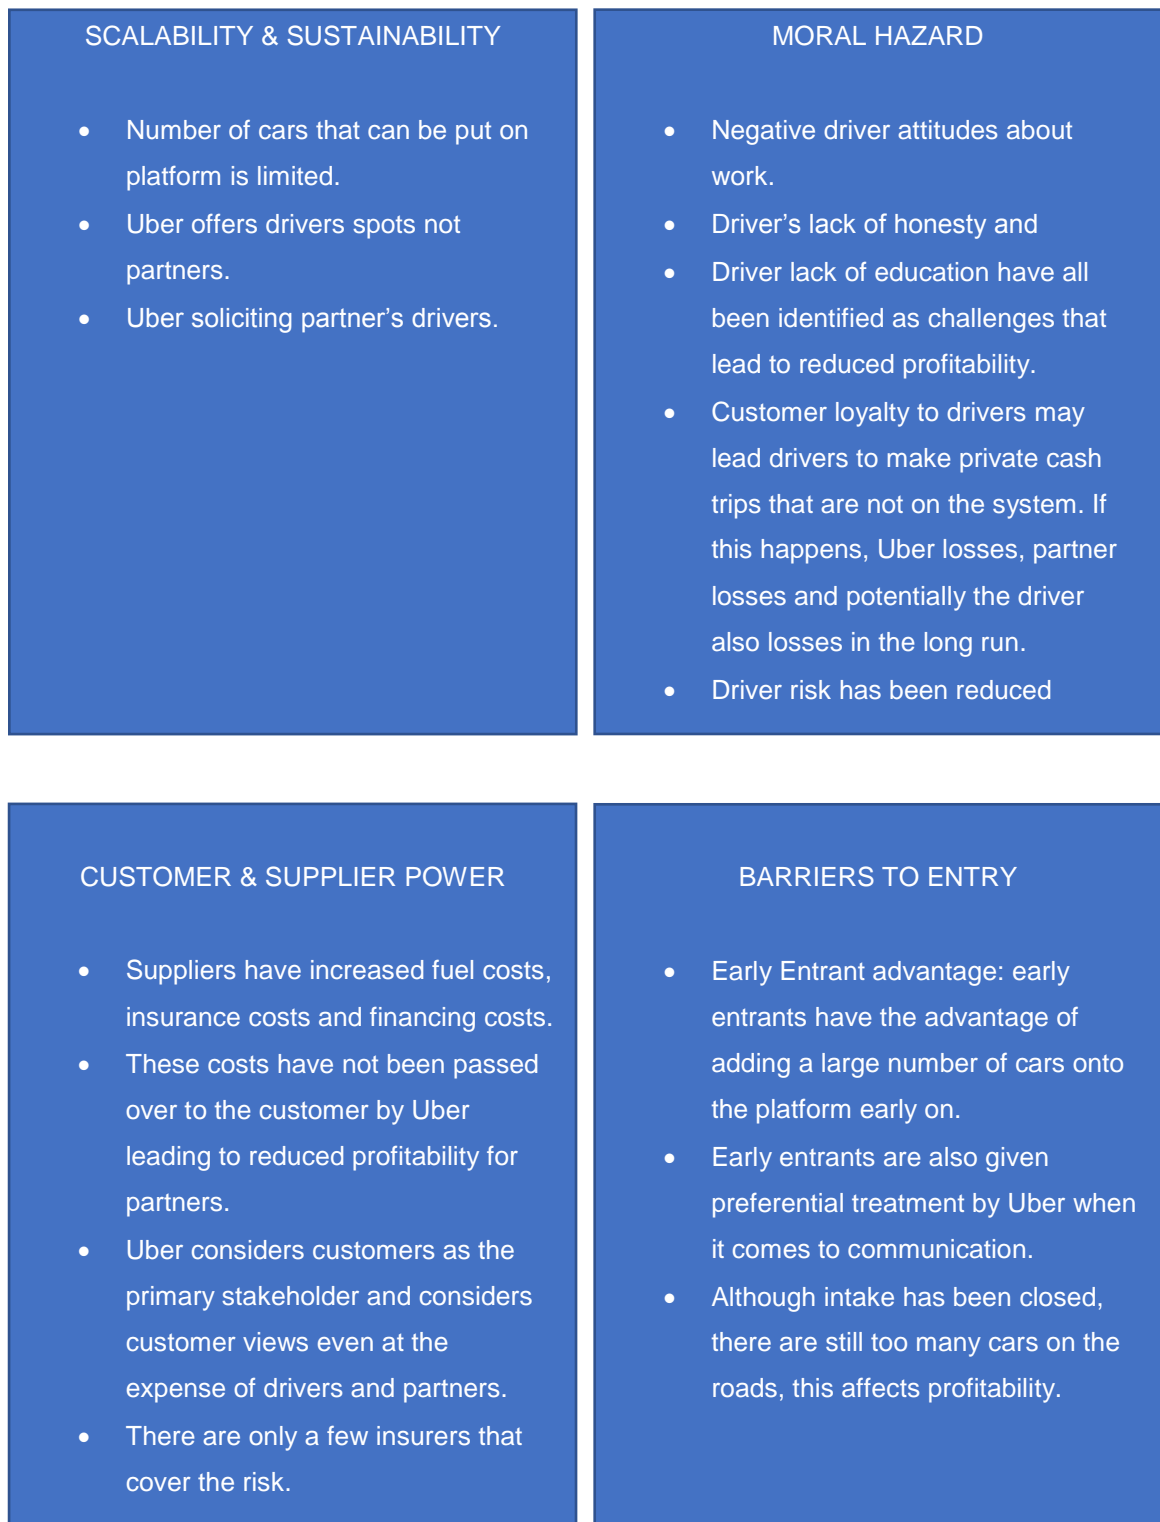 SCALABILITY & SUSTAINABILITY
• Number of cars that can be put on
platform is limited.
• Uber offers drivers spots not
partners.
• Uber soliciting partner’s drivers.
MORAL HAZARD
• Negative driver attitudes about
work.
• Driver’s lack of honesty and
• Driver lack of education have all
been identified as challenges that
lead to reduced profitability.
• Customer loyalty to drivers may
lead drivers to make private cash
trips that are not on the system. If
this happens, Uber losses, partner
losses and potentially the driver
also losses in the long run.
• Driver risk has been reduced
CUSTOMER & SUPPLIER POWER
• Suppliers have increased fuel costs,
insurance costs and financing costs.
• These costs have not been passed
over to the customer by Uber
leading to reduced profitability for
partners.
• Uber considers customers as the
primary stakeholder and considers
customer views even at the
expense of drivers and partners.
• There are only a few insurers that
cover the risk.
BARRIERS TO ENTRY
• Early Entrant advantage: early
entrants have the advantage of
adding a large number of cars onto
the platform early on.
• Early entrants are also given
preferential treatment by Uber when
it comes to communication.
• Although intake has been closed,
there are still too many cars on the
roads, this affects profitability.